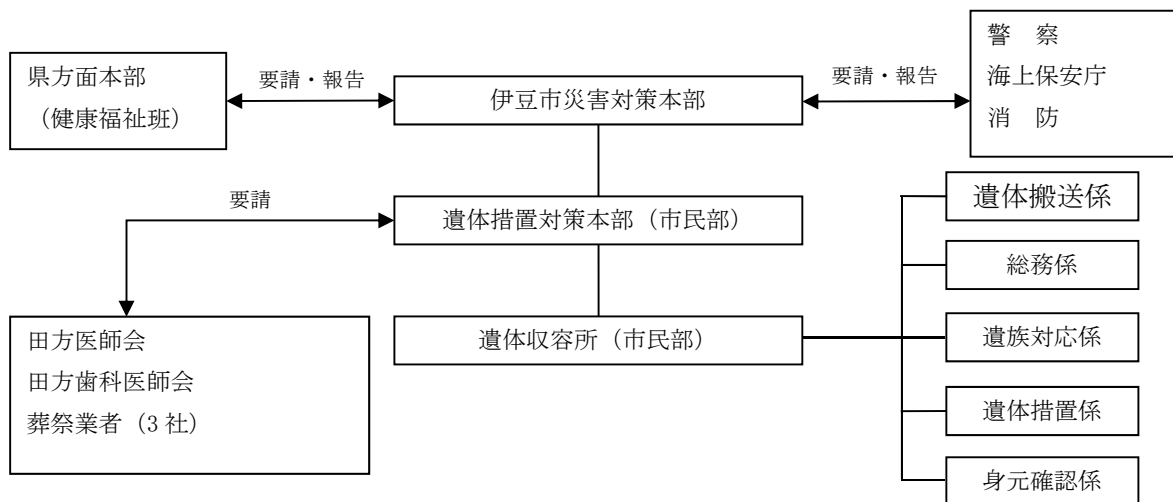 県方面本部
(健康福祉班)
要請・報告
伊豆市災害対策本部
要請・報告
警　察
海上保安庁
消　防
要請
遺体措置対策本部（市民部）
遺体搬送係
総務係
田方医師会
田方歯科医師会
葬祭業者（3 社）
遺体収容所（市民部）
遺族対応係
遺体措置係
身元確認係